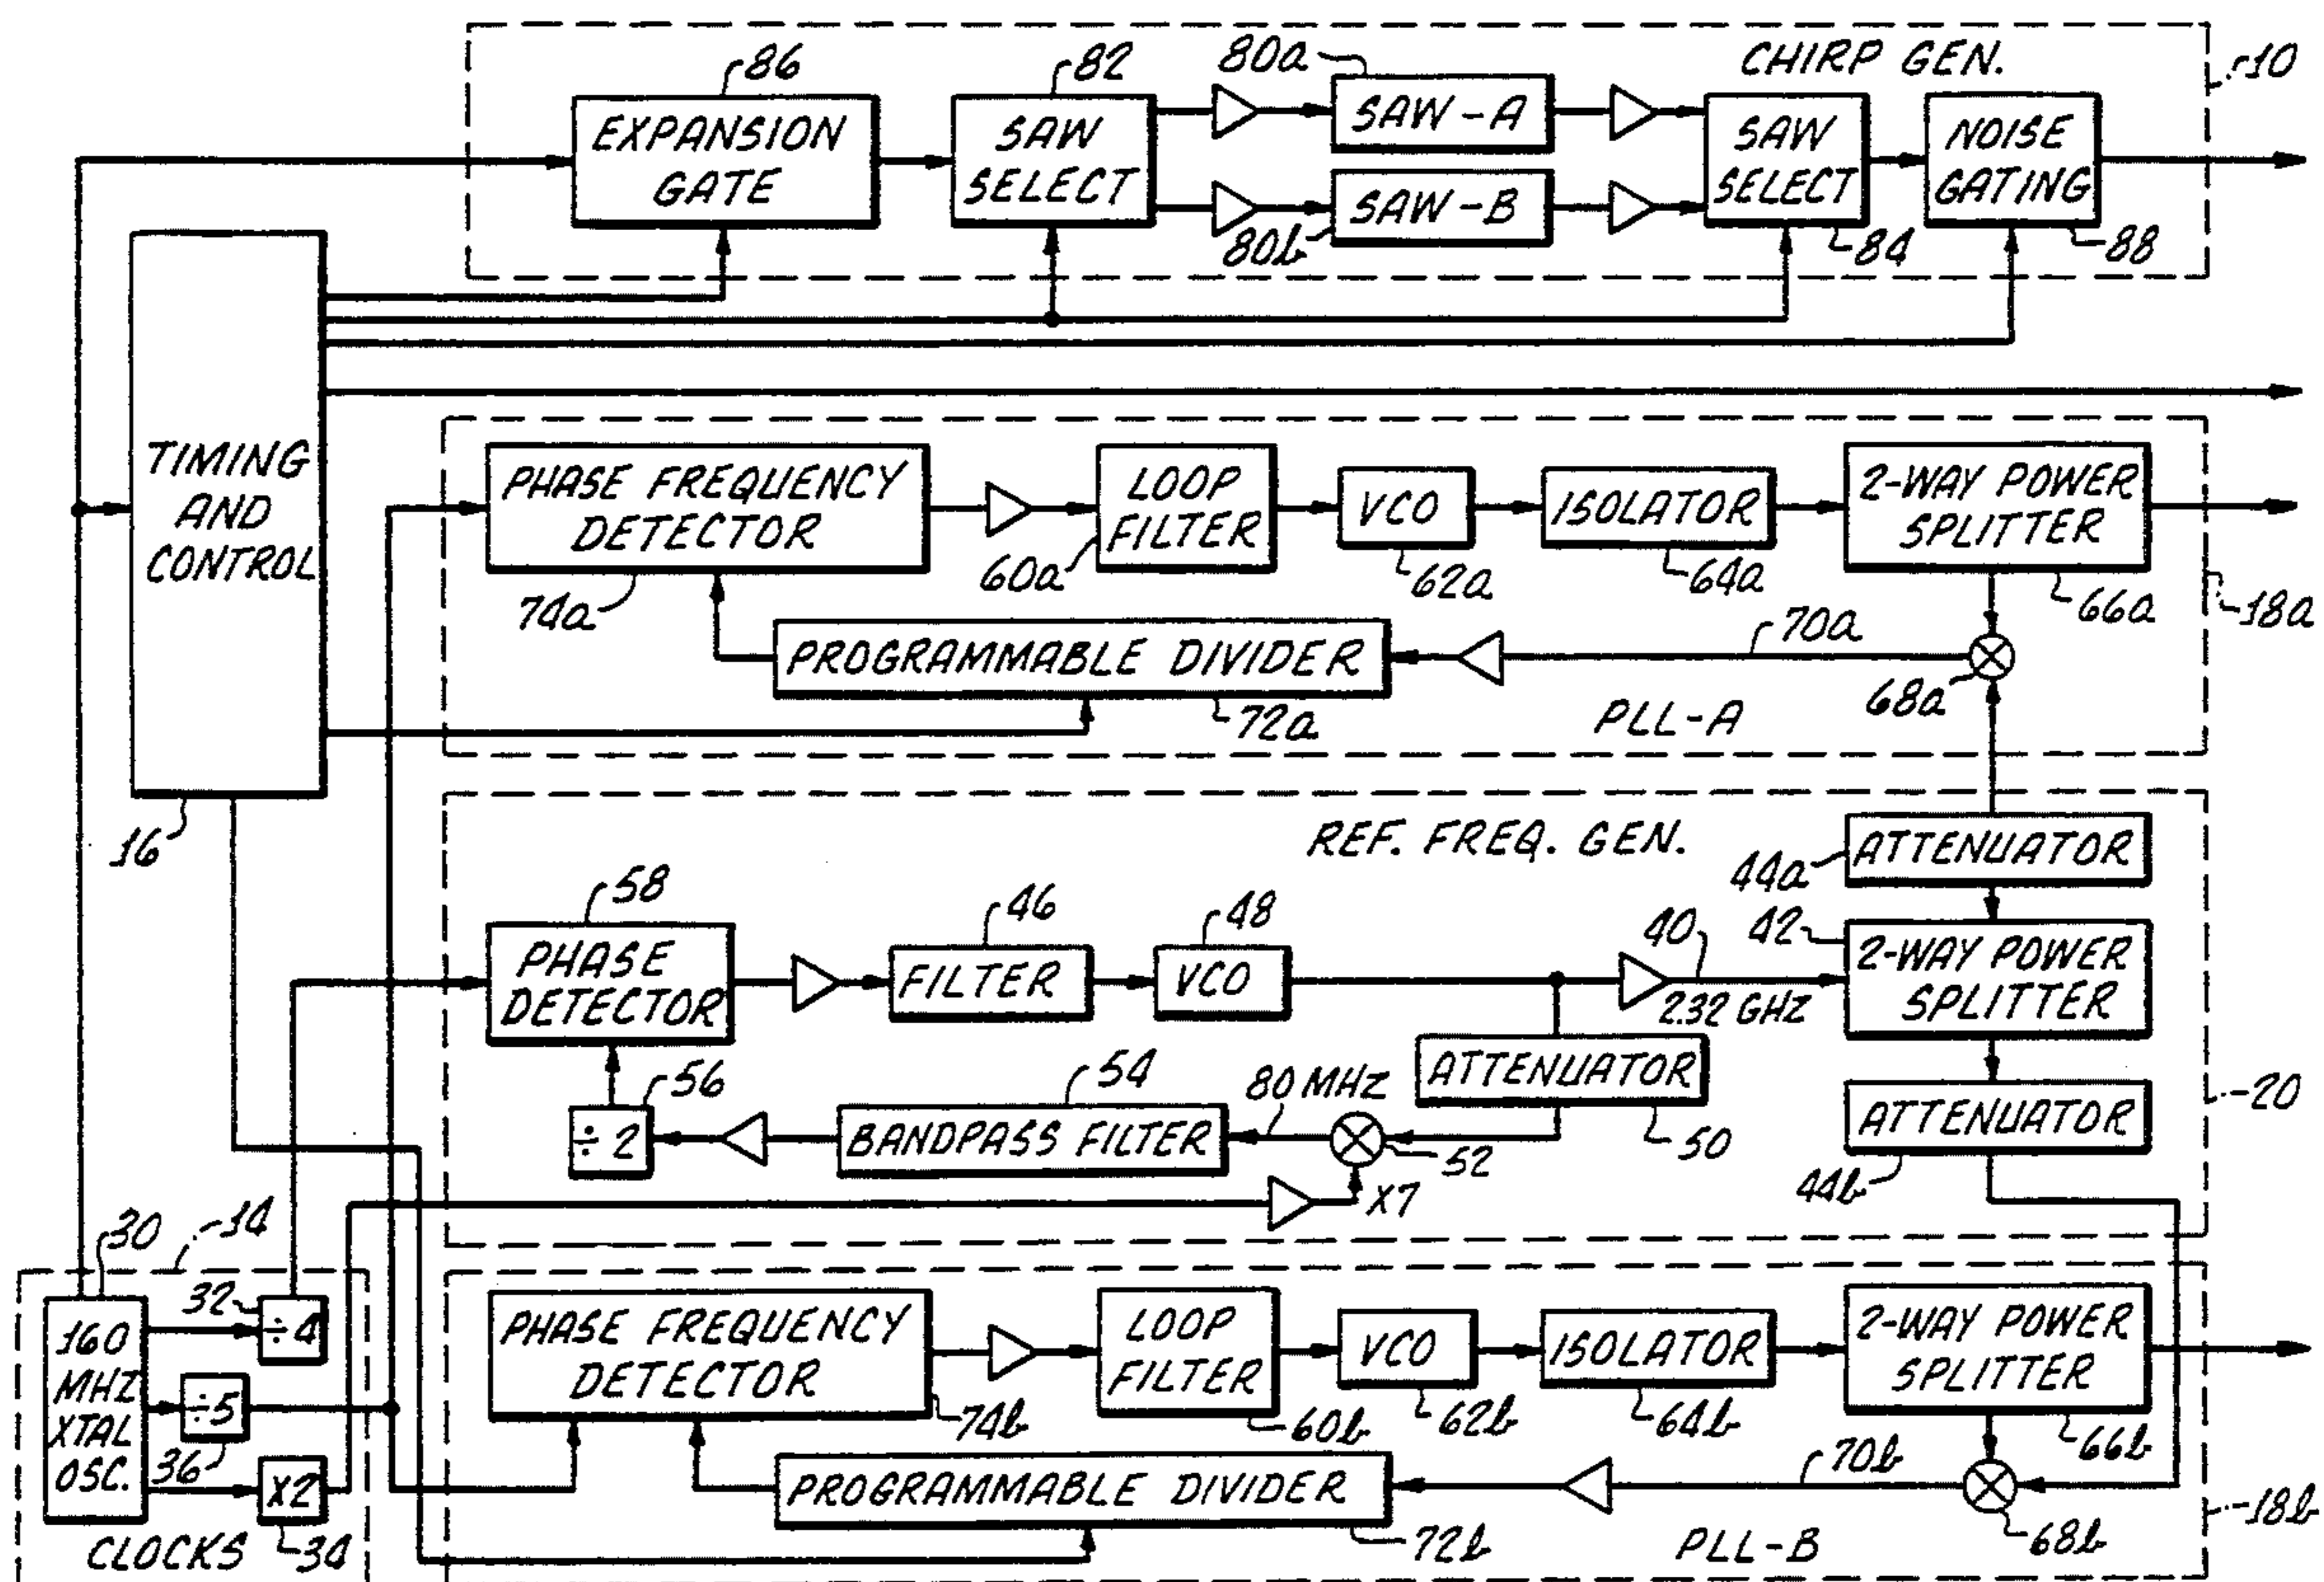 CHIRP GEN.
10
86
EXPANSION
GATE
82
SAW
SELECT
80a
SAW-A
80b
SAW-B
SAW
SELECT
84
NOISE
GATING
88
TIMING
AND
CONTROL
16
PHASE FREQUENCY
DETECTOR
74a
LOOP
FILTER
60a
VCO
62a
ISOLATOR
64a
2-WAY POWER
SPLITTER
66a
18a
PROGRAMMABLE DIVIDER
72a
70a
68a
PLL-A
REF. FREQ. GEN.
ATTENUATOR
44a
58
PHASE
DETECTOR
46
FILTER
48
VCO
40
2.32 GHZ
42
2-WAY POWER
SPLITTER
ATTENUATOR
50
56
÷2
54
BANDPASS FILTER
80 MHZ
52
X7
ATTENUATOR
44b
20
14
30
160
MHZ
XTAL
OSC.
32
÷4
÷5
36
X2
34
CLOCKS
PHASE FREQUENCY
DETECTOR
74b
LOOP
FILTER
60b
VCO
62b
ISOLATOR
64b
2-WAY POWER
SPLITTER
66b
PROGRAMMABLE DIVIDER
72b
70b
68b
PLL-B
18b